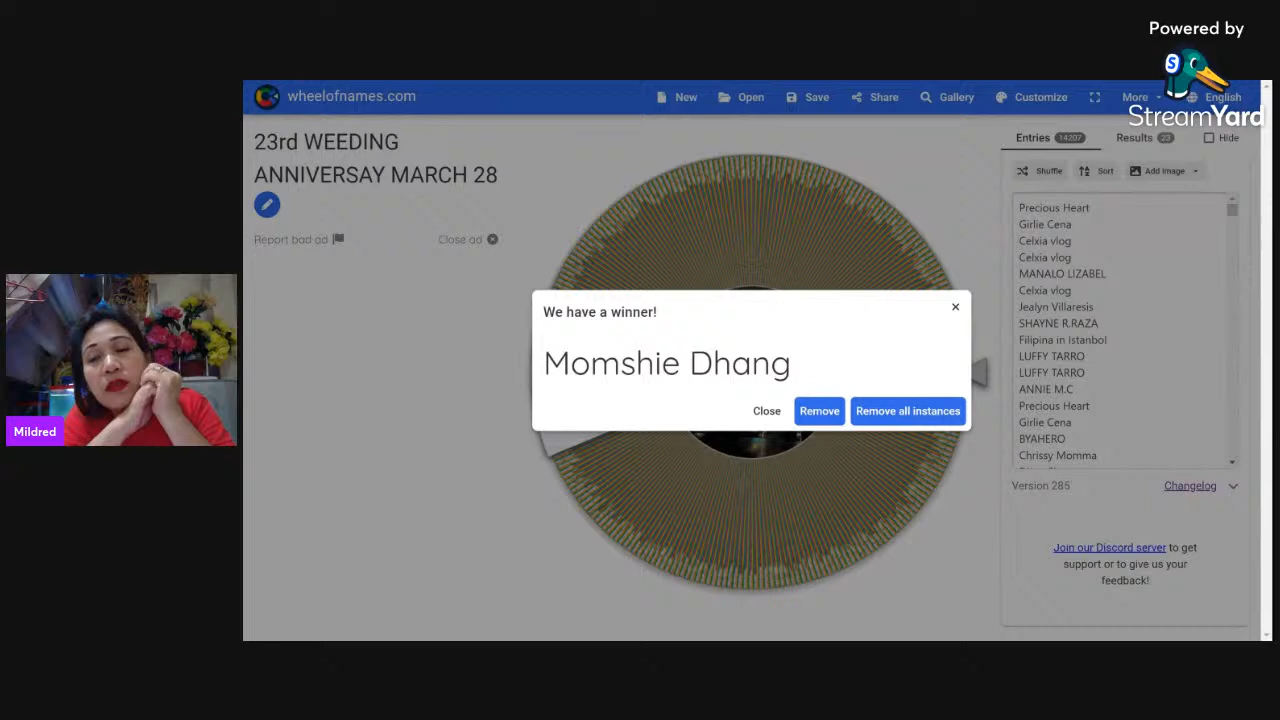 Powered by
StreamYard
wheelofnames.com
New
Open
Save
Share
Gallery
Customize
More
English
23rd WEEDING
ANNIVERSAY MARCH 28
Report bad ad
Close ad
Entries 14207
Results 23
Hide
Shuffle
Sort
Add Image
Precious Heart
Girlie Cena
Celxia vlog
Celxia vlog
MANALO LIZABEL
Celxia vlog
Jealyn Villaresis
SHAYNE R.RAZA
Filipina in Istanbol
LUFFY TARRO
LUFFY TARRO
ANNIE M.C
Precious Heart
Girlie Cena
BYAHERO
Chrissy Momma
We have a winner!
Momshie Dhang
Close
Remove
Remove all instances
Mildred
Version 285
Changelog
Join our Discord server to get
support or to give us your
feedback!